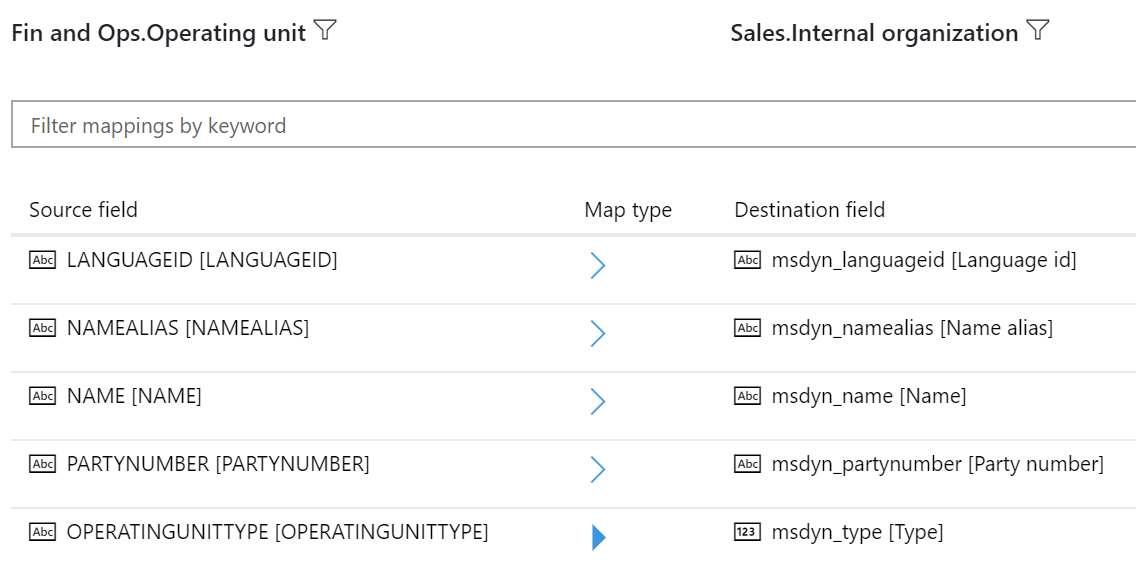 Fin and Ops.Operating unit Sales.Internal organization
Filter mappings by keyword
Source field Map type Destination field
Abc LANGUAGEID [LANGUAGEID] Abc msdyn_languageid [Language id]
Abc NAMEALIAS [NAMEALIAS] Abc msdyn_namealias [Name alias]
Abc NAME [NAME] Abc msdyn_name [Name]
Abc PARTYNUMBER [PARTYNUMBER] Abc msdyn_partynumber [Party number]
Abc OPERATINGUNITTYPE [OPERATINGUNITTYPE] 123 msdyn_type [Type]